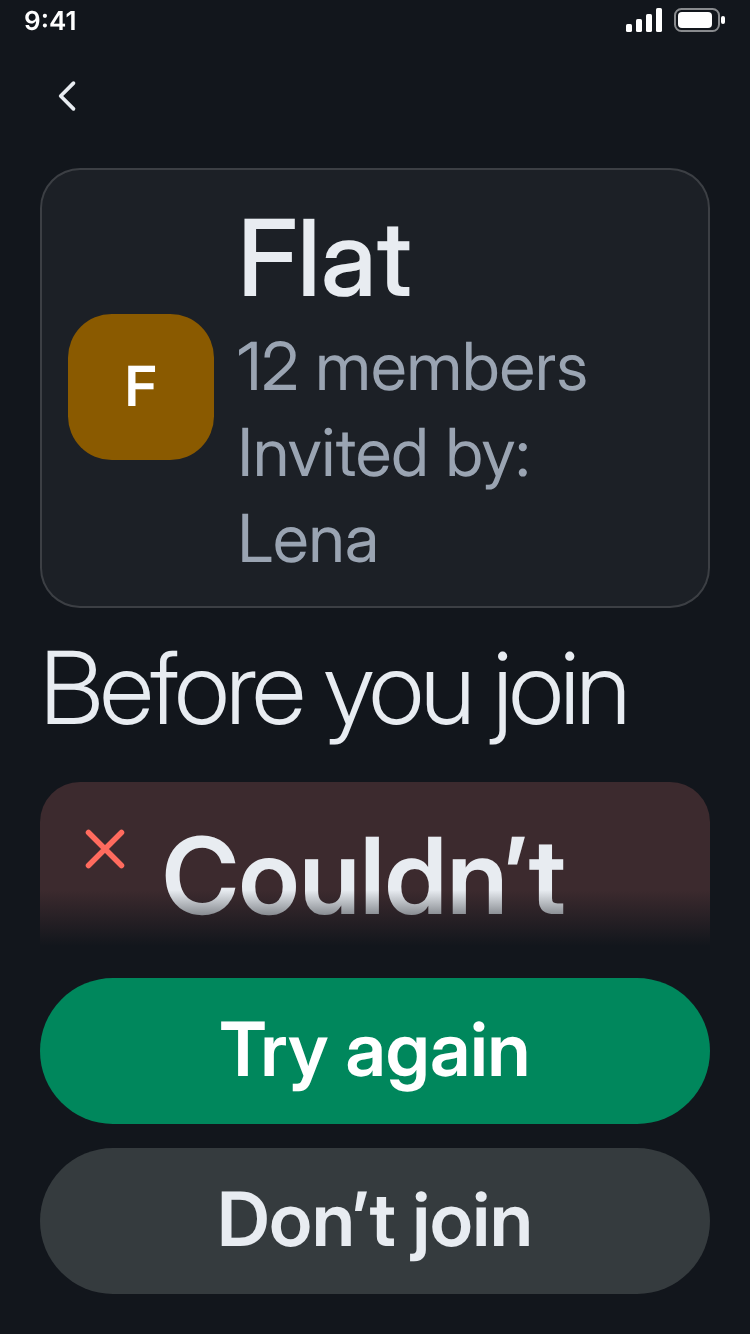 9:41
Flat
F
12 members
Invited by:
Lena
Before you join
Couldn’t
Try again
Don’t join